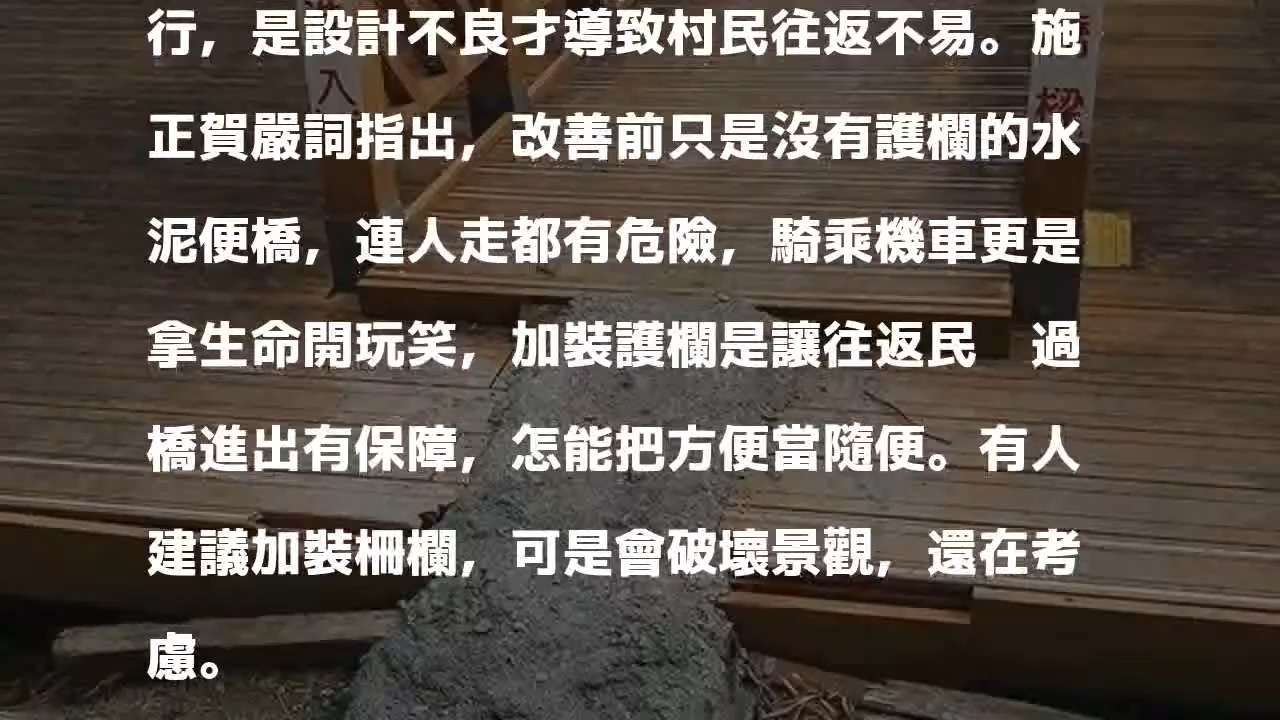 行，是設計不良才導致村民往返不易。施
正賀嚴詞指出，改善前只是沒有護欄的水
泥便橋，連人走都有危險，騎乘機車更是
拿生命開玩笑，加裝護欄是讓往返民　過
橋進出有保障，怎能把方便當隨便。有人
建議加裝柵欄，可是會破壞景觀，還在考
慮。
入